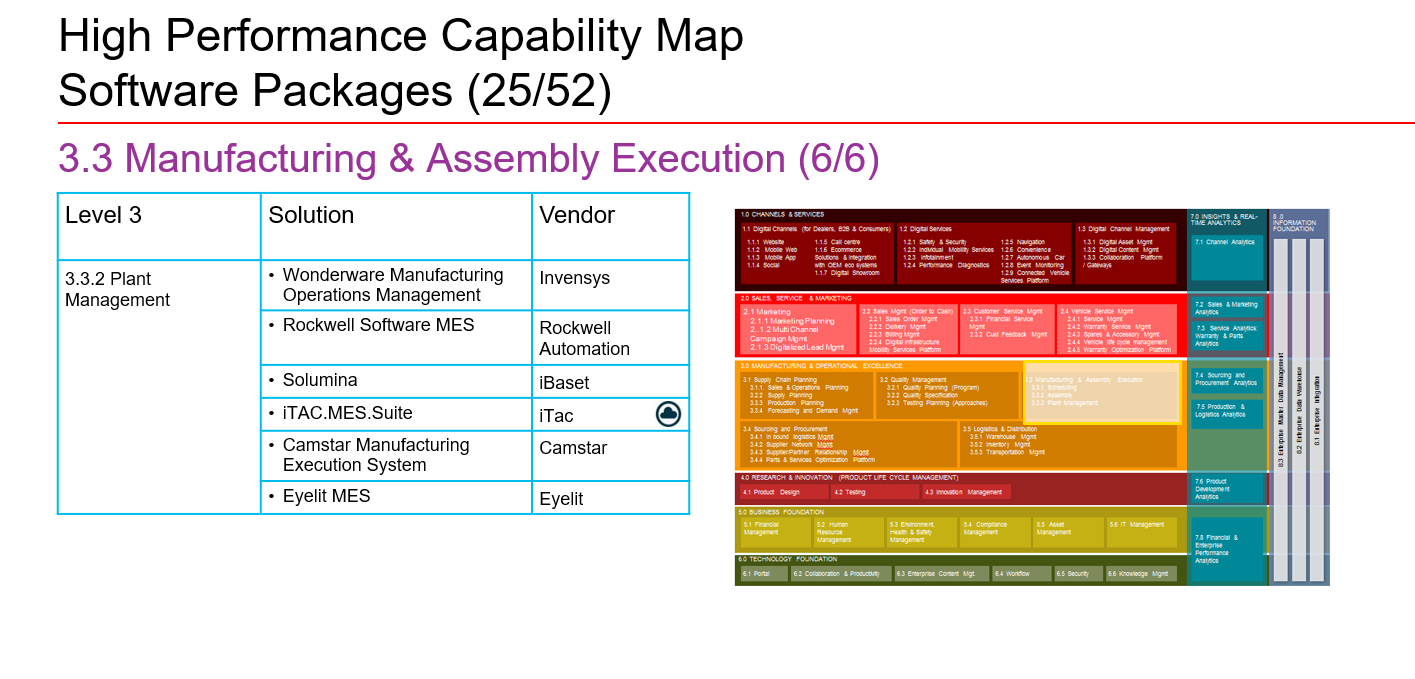 High Performance Capability Map
Software Packages (25/52)
3.3 Manufacturing & Assembly Execution (6/6)
Level 3
Solution
Vendor
3.3.2 Plant
Management
• Wonderware Manufacturing
Operations Management
Invensys
• Rockwell Software MES
Rockwell
Automation
• Solumina
iBaset
• iTAC.MES.Suite
iTac
• Camstar Manufacturing
Execution System
Camstar
• Eyelit MES
Eyelit
1.0 CHANNELS & SERVICES
1.1 Digital Channels (for Dealers, B2B & Consumers)
1.1.1 Website
1.1.2 Mobile Web
1.1.3 Mobile App
1.1.4 Social
1.1.5 Call centre
1.1.6 Ecommerce
Solutions & integration
with OEM eco systems
1.1.7 Digital Showroom
1.2 Digital Services
1.2.1 Safety & Security
1.2.2 Individual Mobility Services
1.2.3 Infotainment
1.2.4 Performance Diagnostics
1.2.5 Navigation
1.2.6 Convenience
1.2.7 Autonomous Car
1.2.8 Event Monitoring
1.2.9 Connected Vehicle
Services Platform
1.3 Digital Channel Management
1.3.1 Digital Asset Mgmt
1.3.2 Digital Content Mgmt
1.3.3 Collaboration Platform
/ Gateways
2.0 SALES, SERVICE & MARKETING
2.1 Marketing
2.1.1 Marketing Planning
2..1.2 Multi Channel
Campaign Mgmt
2.1.3 Digitalized Lead Mgmt
2.2 Sales Mgmt (Order to Cash)
2.2.1 Sales Order Mgmt
2.2.2 Delivery Mgmt
2.2.3 Billing Mgmt
2.2.4 Digital Infrastructure
Mobility Services Platform
2.3 Customer Service Mgmt
2.3.1 Financial Service
Mgmt
2.3.2 Cust Feedback Mgmt
2.4 Vehicle Service Mgmt
2.4.1 Service Mgmt
2.4.2 Warranty Service Mgmt
2.4.3 Spares & Accessory Mgmt
2.4.4 Vehicle life cycle management
2.4.5 Warranty Optimization Platform
3.0 MANUFACTURING & OPERATIONAL EXCELLENCE
3.1 Supply Chain Planning
3.1.1. Sales & Operations Planning
3.2.2 Supply Planning
3.3.3 Production Planning
3.3.4 Forecasting and Demand Mgmt
3.2 Quality Management
3.2.1 Quality Planning (Program)
3.2.2 Quality Specification
3.2.3 Testing Planning (Approaches)
3.3 Manufacturing & Assembly Execution
3.3.1 Scheduling
3.3.2 Assembly
3.3.3 Plant Management
3.4 Sourcing and Procurement
3.4.1 In bound logistics Mgmt
3.4.2 Supplier Network Mgmt
3.4.3 Supplier/Partner Relationship Mgmt
3.4.4 Parts & Services Optimization Platform
3.5 Logistics & Distribution
3.5.1 Warehouse Mgmt
3.5.2 Inventory Mgmt
3.5.3 Transportation Mgmt
4.0 RESEARCH & INNOVATION (PRODUCT LIFE CYCLE MANAGEMENT)
4.1 Product Design
4.2 Testing
4.3 Innovation Management
5.0 BUSINESS FOUNDATION
5.1 Financial
Management
5.2 Human
Resource
Management
5.3 Environment,
Health & Safety
Management
5.4 Compliance
Management
5.5 Asset
Management
5.6 IT Management
6.0 TECHNOLOGY FOUNDATION
6.1 Portal
6.2 Collaboration & Productivity
6.3 Enterprise Content Mgt.
6.4 Workflow
6.5 Security
6.6 Knowledge Mgmt
7.0 INSIGHTS & REAL-
TIME ANALYTICS
7.1 Channel Analytics
7.2 Sales & Marketing
Analytics
7.3 Service Analytics:
Warranty & Parts
Analytics
7.4 Sourcing and
Procurement Analytics
7.5 Production &
Logistics Analytics
7.6 Product
Development
Analytics
7.8 Financial &
Enterprise
Performance
Analytics
8 .0
INFORMATION
FOUNDATION
8.3 Enterprise Master Data Management
8.2 Enterprise Data Warehouse
8.1 Enterprise Integration